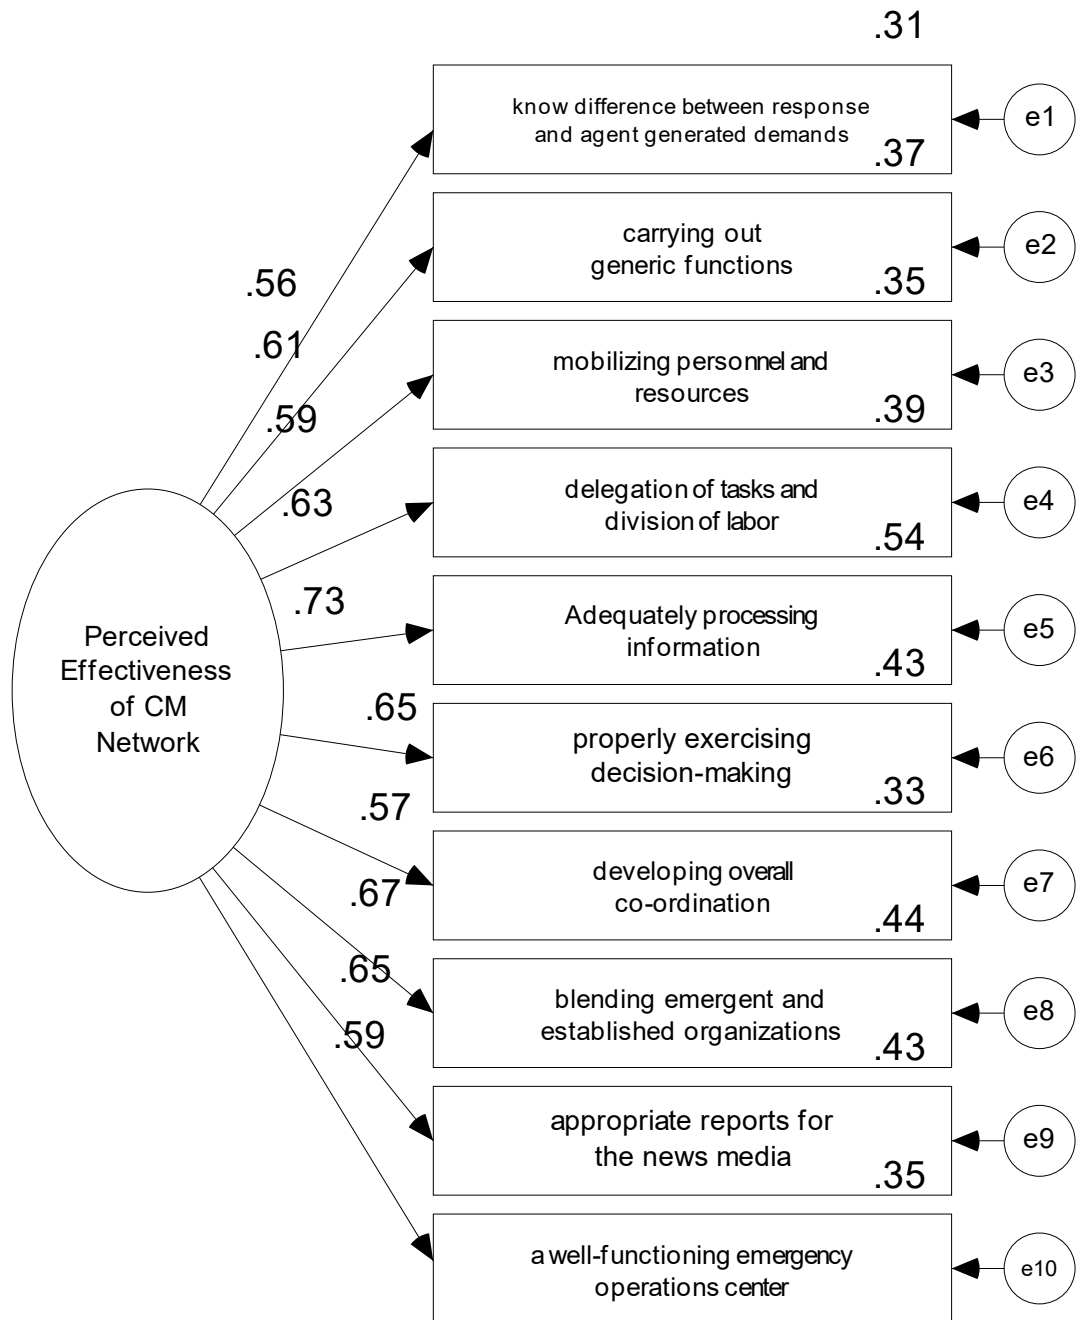 .31
know difference between response
and agent generated demands
e1
.37
carrying out
generic functions
e2
.56
.35
.61
mobilizing personnel and
resources
e3
.59
.39
.63
delegation of tasks and
division of labor
e4
.54
.73
Adequately processing
information
e5
Perceived
Effectiveness
of CM
Network
.43
.65
properly exercising
decision-making
e6
.33
.57
developing overall
co-ordination
e7
.67
.44
.65
blending emergent and
established organizations
e8
.59
.43
appropriate reports for
the news media
e9
.35
a well-functioning emergency
operations center
e10